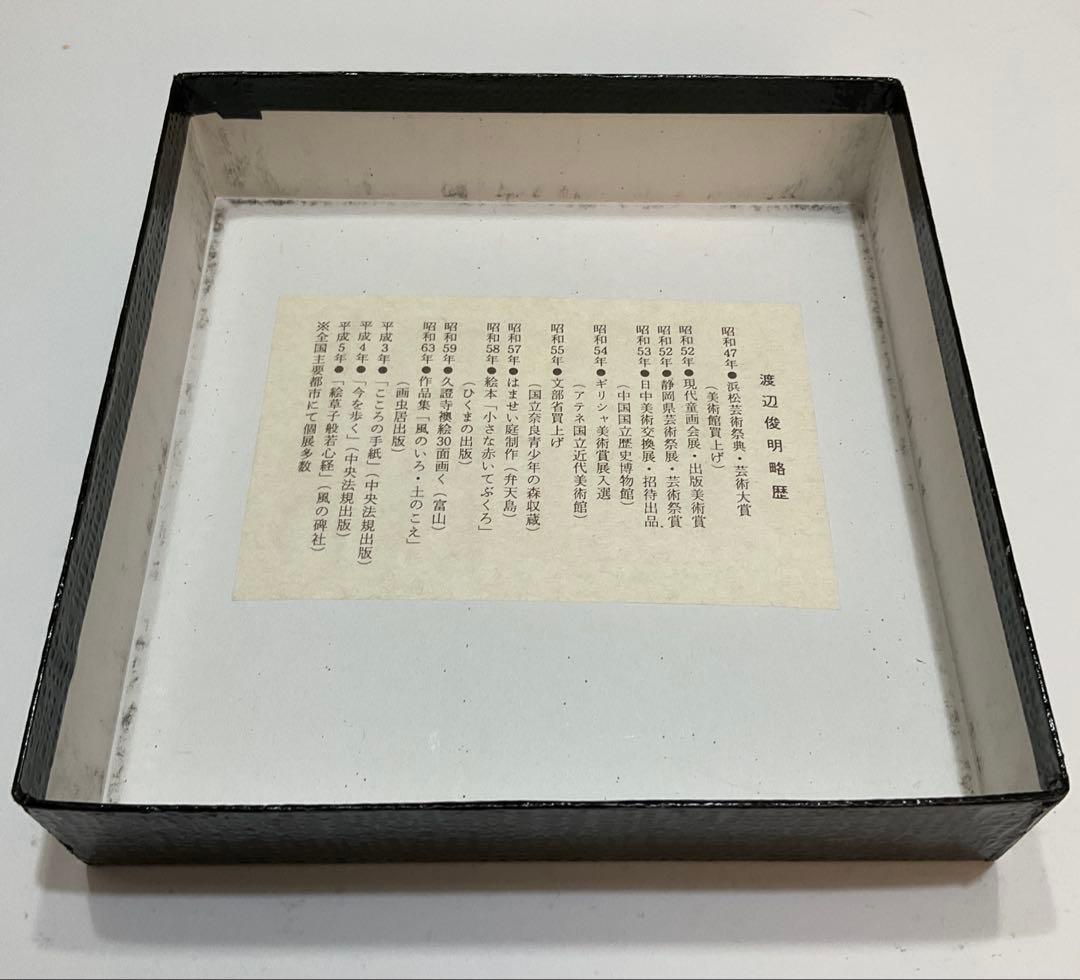 渡辺俊明略歴
昭和47年●浜松芸術祭典・芸術大賞
（美術館買上げ）
昭和52年●現代童画会展・出版美術賞
昭和52年●静岡県芸術祭展・芸術祭賞
昭和53年●日中美術交換展・招待出品
（中国国立歴史博物館）
昭和54年●ギリシャ美術賞展入選
（アテネ国立近代美術館）
昭和55年●文部省買上げ
（国立奈良青少年の森収蔵）
昭和57年●はませい庭制作（弁天島）
昭和58年●絵本「小さな赤いてぶくろ」
（ひくまの出版）
昭和59年●久證寺襖絵30面画く（富山）
昭和63年●作品集「風のいろ・土のこえ」
（画虫居出版）
平成3年●「こころの手紙」（中央法規出版）
平成4年●「今を歩く」（中央法規出版）
平成5年●「絵草子般若心経」（風の碑社）
※全国主要都市にて個展多数